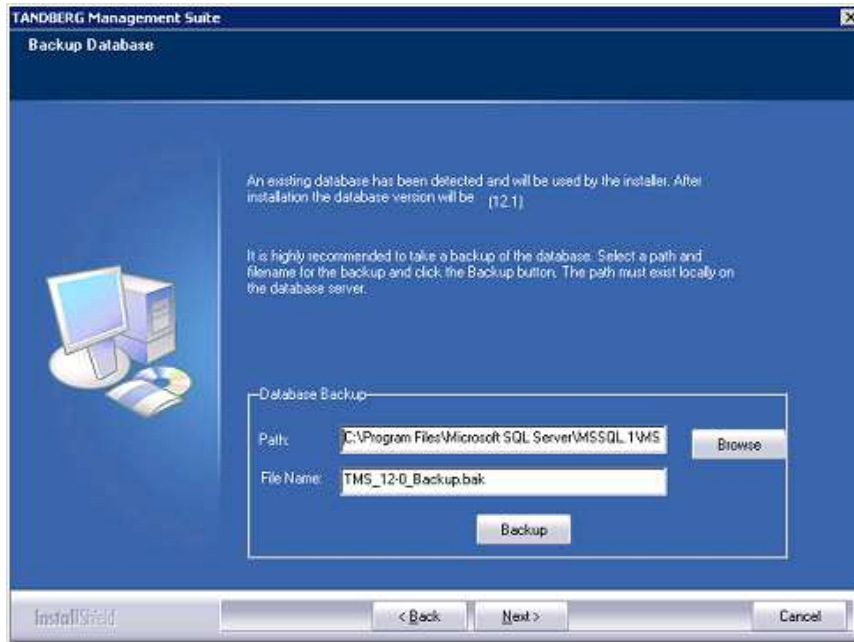 TANDBERG Management Suite
Backup Database
An existing database has been detected and will be used by the installer. After
installation the database version will be (12.1)
It is highly recommended to take a backup of the database. Select a path and
filename for the backup and click the Backup button. The path must exist locally on
the database server.
Database Backup
Path: C:\Program Files\Microsoft SQL Server\MSSQL.1\MS Browse
File Name: TMS_12-0_Backup.bak
Backup
InstallShield < Back Next > Cancel